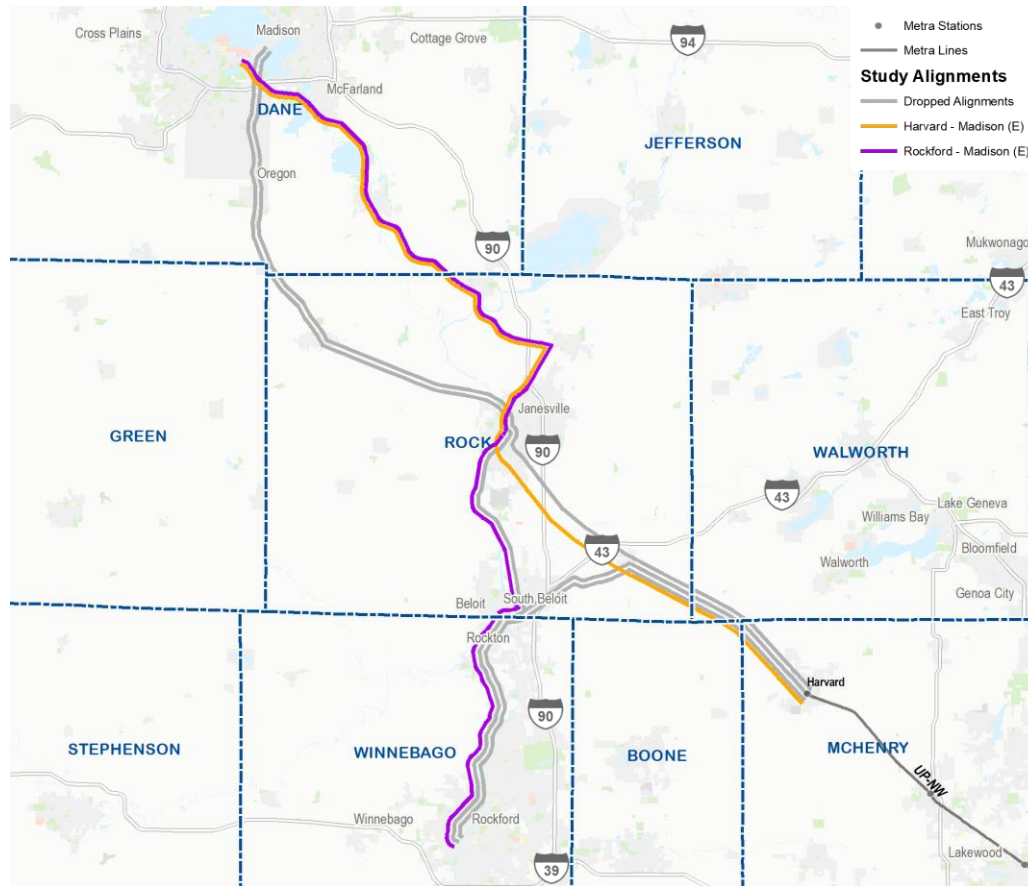 Cross Plains
Madison
Cottage Grove
94
Metra Stations
Metra Lines
Study Alignments
Dropped Alignments
Harvard - Madison (E)
Rockford - Madison (E)
McFarland
DANE
JEFFERSON
Oregon
90
Mukwonago
43
East Troy
Janesville
GREEN
ROCK
90
WALWORTH
43
Lake Geneva
Williams Bay
43
Bloomfield
Walworth
Genoa City
Beloit
South Beloit
Rockton
Harvard
90
STEPHENSON
WINNEBAGO
BOONE
MCHENRY
UP-NW
Winnebago
Rockford
Lakewood
39